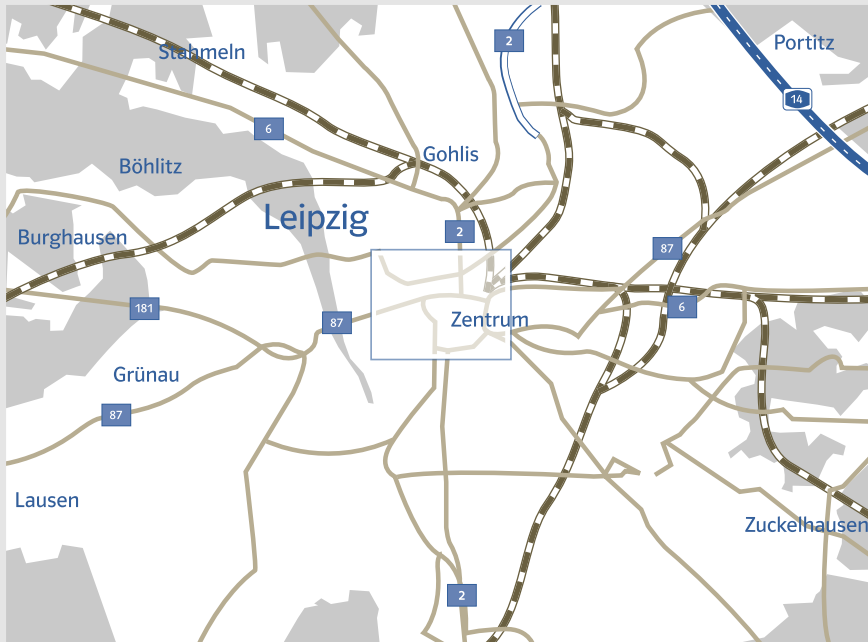 2
Portitz
Stahmeln
14
6
Gohlis
Böhlitz
Leipzig
2
Burghausen
87
181
87
6
Zentrum
Grünau
87
Lausen
Zuckelhausen
2